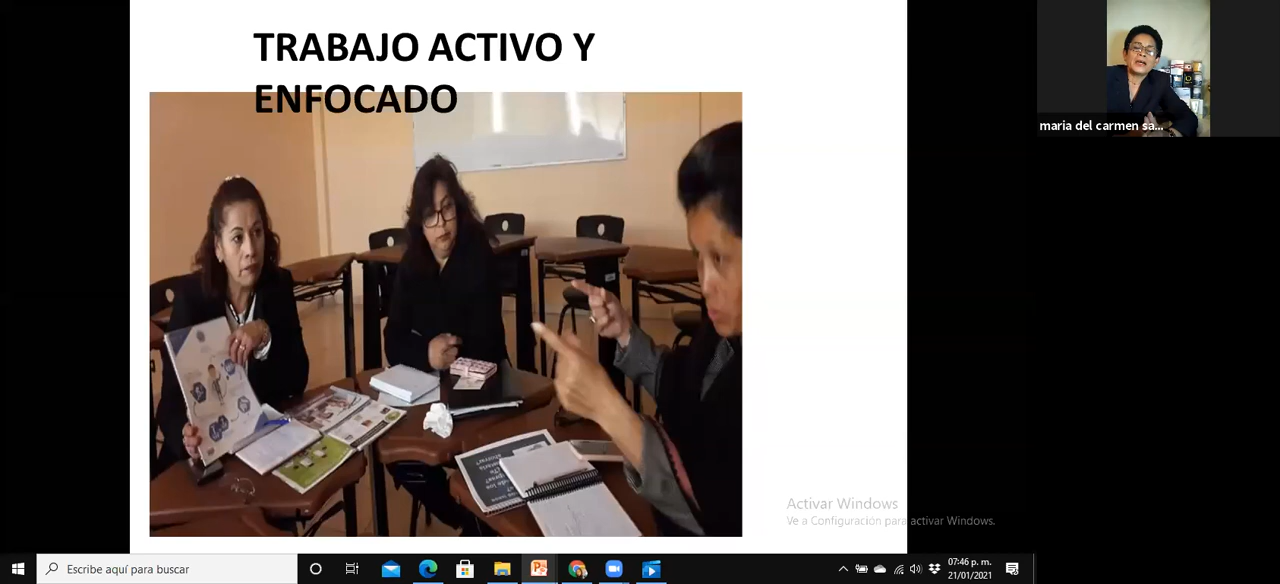 TRABAJO ACTIVO Y
ENFOCADO
maria del carmen sa...
Activar Windows
Ve a Configuración para activar Windows.
Escribe aquí para buscar
07:46 p. m.
21/01/2021